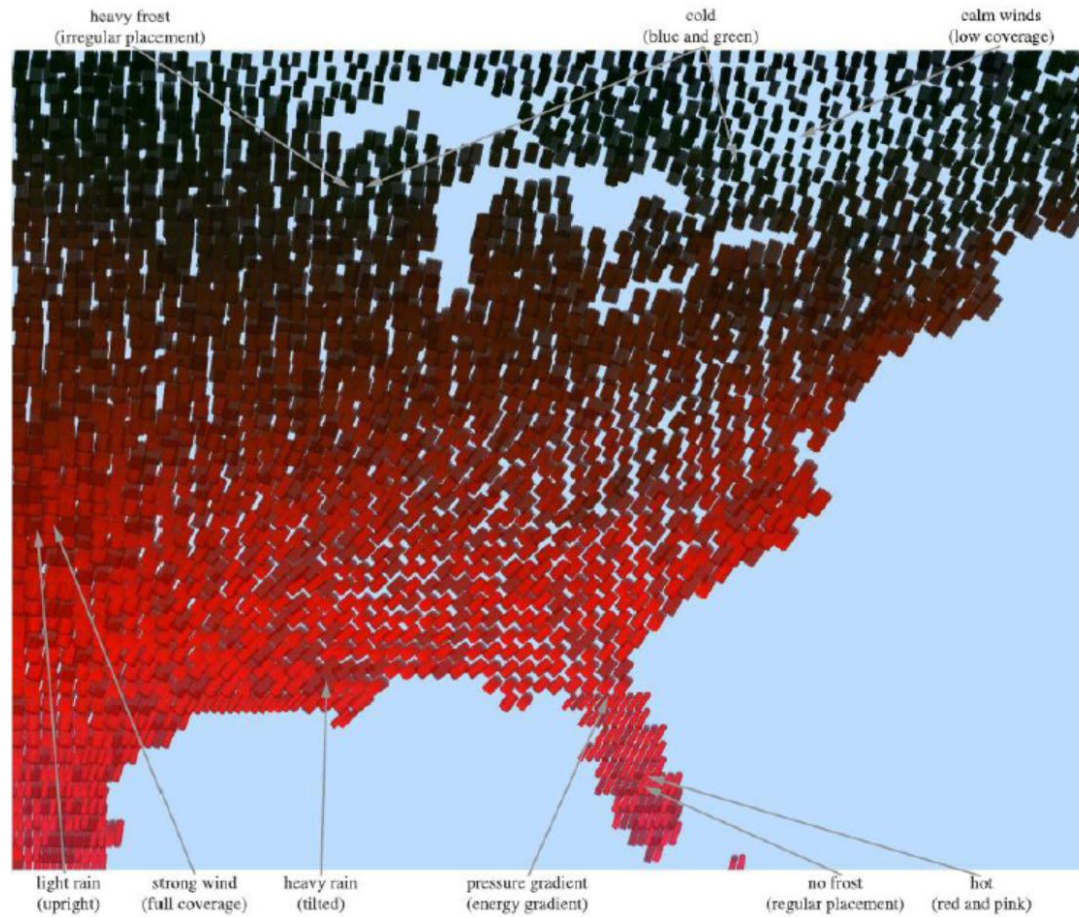 heavy frost
(irregular placement)
cold
(blue and green)
calm winds
(low coverage)
light rain
(upright)
strong wind
(full coverage)
heavy rain
(tilted)
pressure gradient
(energy gradient)
no frost
(regular placement)
hot
(red and pink)